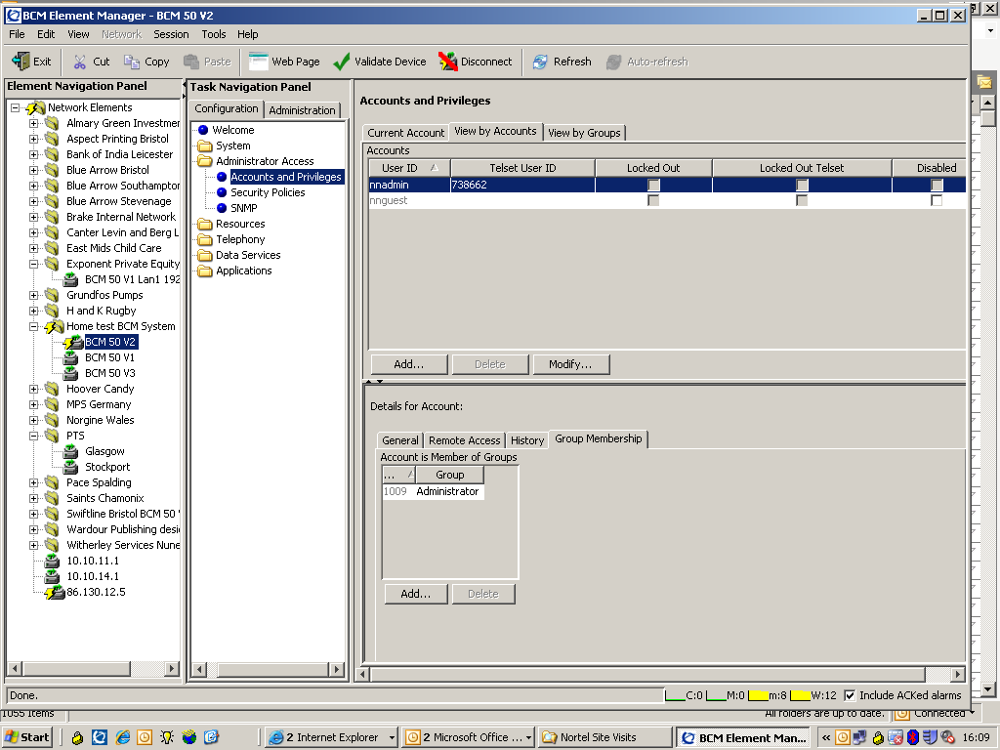 BCM Element Manager - BCM 50 V2
File Edit View Network Session Tools Help
Exit Cut Copy Paste Web Page Validate Device Disconnect Refresh Auto-refresh
Element Navigation Panel
Network Elements
Almary Green Investmen
Aspect Printing Bristol
Bank of India Leicester
Blue Arrow Bristol
Blue Arrow Southampton
Blue Arrow Stevenage
Brake Internal Network
Canter Levin and Berg L
East Mids Child Care
Exponent Private Equity
BCM 50 V1 Lan1 192
Grundfos Pumps
H and K Rugby
Home test BCM System
BCM 50 V2
BCM 50 V1
BCM 50 V3
Hoover Candy
MPS Germany
Norgine Wales
PTS
Glasgow
Stockport
Pace Spalding
Saints Chamonix
Swiftline Bristol BCM 50
Wardour Publishing desi
Witherley Services Nune
10.10.11.1
10.10.14.1
86.130.12.5
Task Navigation Panel
Configuration Administration
Welcome
System
Administrator Access
Accounts and Privileges
Security Policies
SNMP
Resources
Telephony
Data Services
Applications
Accounts and Privileges
Current Account View by Accounts View by Groups
Accounts
User ID Telset User ID Locked Out Locked Out Telset Disabled
nnadmin 738662
nnguest
Add... Delete Modify...
Details for Account:
General Remote Access History Group Membership
Account is Member of Groups
... Group
1009 Administrator
Add... Delete
Done. C:0 M:0 m:8 W:12 Include ACKed alarms
1055 Items All folders are up to date. Connected
Start 2 Internet Explorer 2 Microsoft Office ... Nortel Site Visits BCM Element Man... « 16:09